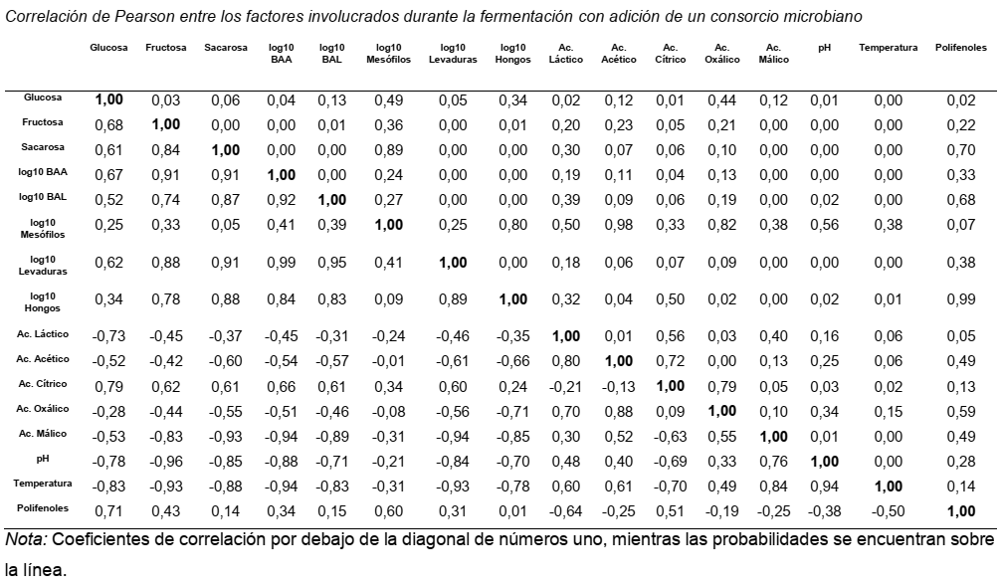 Correlación de Pearson entre los factores involucrados durante la fermentación con adición de un consorcio microbiano
Glucosa Fructosa Sacarosa log10 BAA log10 BAL log10 Mesófilos log10 Levaduras log10 Hongos Ac. Láctico Ac. Acético Ac. Cítrico Ac. Oxálico Ac. Málico pH Temperatura Polifenoles
Glucosa 1,00 0,03 0,06 0,04 0,13 0,49 0,05 0,34 0,02 0,12 0,01 0,44 0,12 0,01 0,00 0,02
Fructosa 0,68 1,00 0,00 0,00 0,01 0,36 0,00 0,01 0,20 0,23 0,05 0,21 0,00 0,00 0,00 0,22
Sacarosa 0,61 0,84 1,00 0,00 0,00 0,89 0,00 0,00 0,30 0,07 0,06 0,10 0,00 0,00 0,00 0,70
log10 BAA 0,67 0,91 0,91 1,00 0,00 0,24 0,00 0,00 0,19 0,11 0,04 0,13 0,00 0,00 0,00 0,33
log10 BAL 0,52 0,74 0,87 0,92 1,00 0,27 0,00 0,00 0,39 0,09 0,06 0,19 0,00 0,02 0,00 0,68
log10 Mesófilos 0,25 0,33 0,05 0,41 0,39 1,00 0,25 0,80 0,50 0,98 0,33 0,82 0,38 0,56 0,38 0,07
log10 Levaduras 0,62 0,88 0,91 0,99 0,95 0,41 1,00 0,00 0,18 0,06 0,07 0,09 0,00 0,00 0,00 0,38
log10 Hongos 0,34 0,78 0,88 0,84 0,83 0,09 0,89 1,00 0,32 0,04 0,50 0,02 0,00 0,02 0,01 0,99
Ac. Láctico -0,73 -0,45 -0,37 -0,45 -0,31 -0,24 -0,46 -0,35 1,00 0,01 0,56 0,03 0,40 0,16 0,06 0,05
Ac. Acético -0,52 -0,42 -0,60 -0,54 -0,57 -0,01 -0,61 -0,66 0,80 1,00 0,72 0,00 0,13 0,25 0,06 0,49
Ac. Cítrico 0,79 0,62 0,61 0,66 0,61 0,34 0,60 0,24 -0,21 -0,13 1,00 0,79 0,05 0,03 0,02 0,13
Ac. Oxálico -0,28 -0,44 -0,55 -0,51 -0,46 -0,08 -0,56 -0,71 0,70 0,88 0,09 1,00 0,10 0,34 0,15 0,59
Ac. Málico -0,53 -0,83 -0,93 -0,94 -0,89 -0,31 -0,94 -0,85 0,30 0,52 -0,63 0,55 1,00 0,01 0,00 0,49
pH -0,78 -0,96 -0,85 -0,88 -0,71 -0,21 -0,84 -0,70 0,48 0,40 -0,69 0,33 0,76 1,00 0,00 0,28
Temperatura -0,83 -0,93 -0,88 -0,94 -0,83 -0,31 -0,93 -0,78 0,60 0,61 -0,70 0,49 0,84 0,94 1,00 0,14
Polifenoles 0,71 0,43 0,14 0,34 0,15 0,60 0,31 0,01 -0,64 -0,25 0,51 -0,19 -0,25 -0,38 -0,50 1,00
Nota: Coeficientes de correlación por debajo de la diagonal de números uno, mientras las probabilidades se encuentran sobre
la línea.